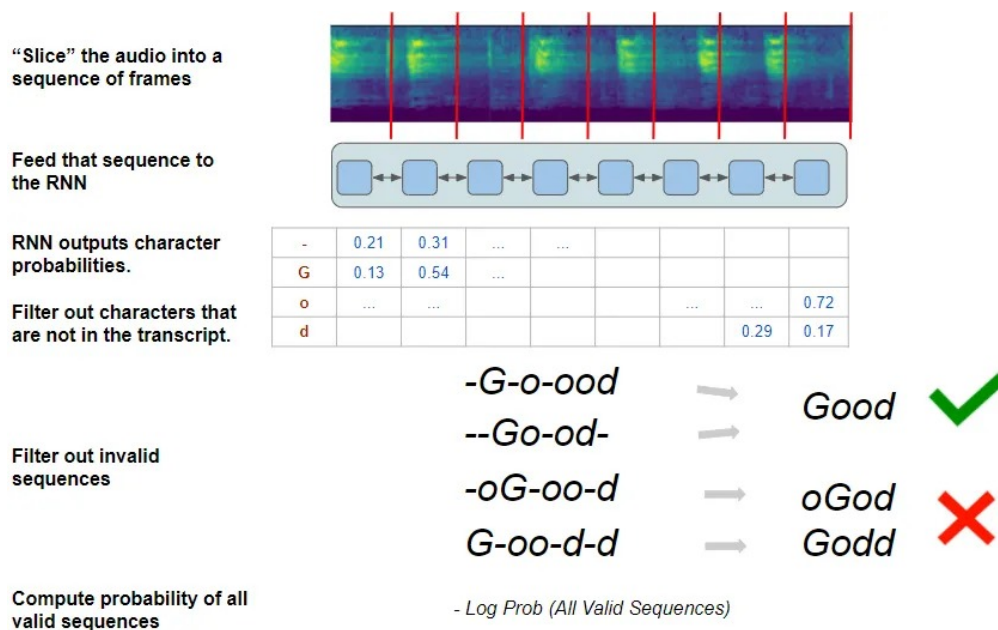 “Slice” the audio into a
sequence of frames
Feed that sequence to
the RNN
RNN outputs character
probabilities.
Filter out characters that
are not in the transcript.
- 0.21 0.31 ... ...
G 0.13 0.54 ...
o ... ... ... ... 0.72
d 0.29 0.17
Filter out invalid
sequences
-G-o-ood
--Go-od-
Good
-oG-oo-d oGod
G-oo-d-d Godd
Compute probability of all
valid sequences
- Log Prob (All Valid Sequences)